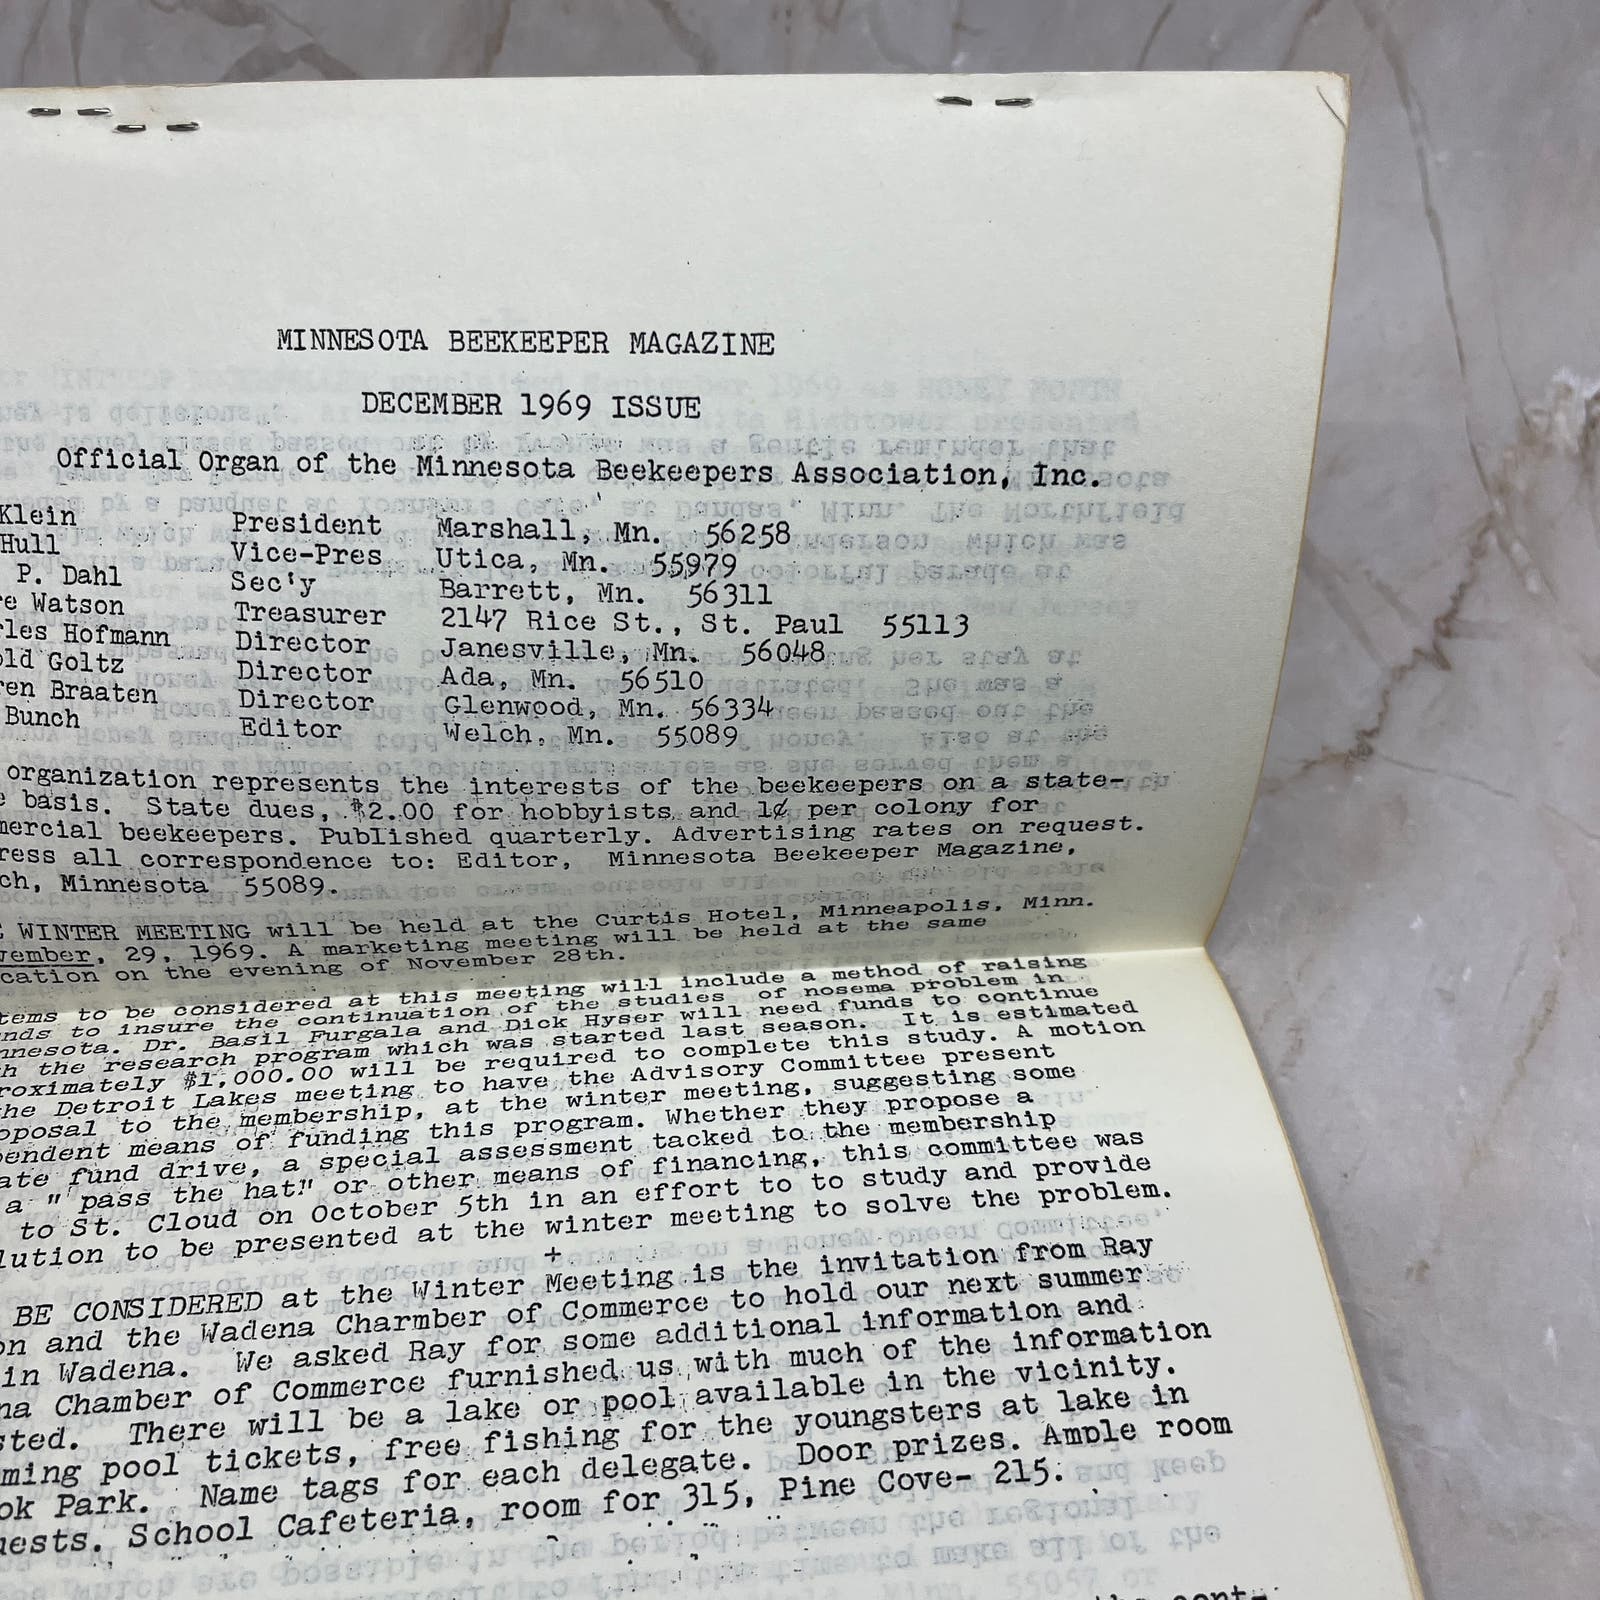 MINNESOTA BEEKEEPER MAGAZINE
DECEMBER 1969 ISSUE
Official Organ of the Minnesota Beekeepers Association, Inc.
Klein President Marshall, Mn. 56258
Hull Vice-Pres Utica, Mn. 55979
P. Dahl Sec'y Barrett, Mn. 56311
re Watson Treasurer 2147 Rice St., St. Paul 55113
rles Hofmann Director Janesville, Mn. 56048
old Goltz Director Ada, Mn. 56510
ren Braaten Director Glenwood, Mn. 56334
Bunch Editor Welch, Mn. 55089
organization represents the interests of the beekeepers on a state-
e basis. State dues, $2.00 for hobbyists and 1¢ per colony for
mercial beekeepers. Published quarterly. Advertising rates on request.
ress all correspondence to: Editor, Minnesota Beekeeper Magazine,
ch, Minnesota 55089.
E WINTER MEETING will be held at the Curtis Hotel, Minneapolis, Minn.
vember, 29, 1969. A marketing meeting will be held at the same
cation on the evening of November 28th.
tems to be considered at this meeting will include a method of raising
nds to insure the continuation of the studies of nosema problem in
nnesota. Dr. Basil Furgala and Dick Hyser will need funds to continue
th the research program which was started last season. It is estimated
roximately $1,000.00 will be required to complete this study. A motion
the Detroit Lakes meeting to have the Advisory Committee present
oposal to the membership, at the winter meeting, suggesting some
pendent means of funding this program. Whether they propose a
ate fund drive, a special assessment tacked to the membership
a " pass the hat" or other means of financing, this committee was
to St. Cloud on October 5th in an effort to to study and provide
lution to be presented at the winter meeting to solve the problem.
+
BE CONSIDERED at the Winter Meeting is the invitation from Ray
on and the Wadena Charmber of Commerce to hold our next summer
in Wadena. We asked Ray for some additional information and
na Chamber of Commerce furnished us with much of the information
sted. There will be a lake or pool available in the vicinity.
ming pool tickets, free fishing for the youngsters at lake in
ok Park. Name tags for each delegate. Door prizes. Ample room
uests. School Cafeteria, room for 315, Pine Cove- 215.
the cont-